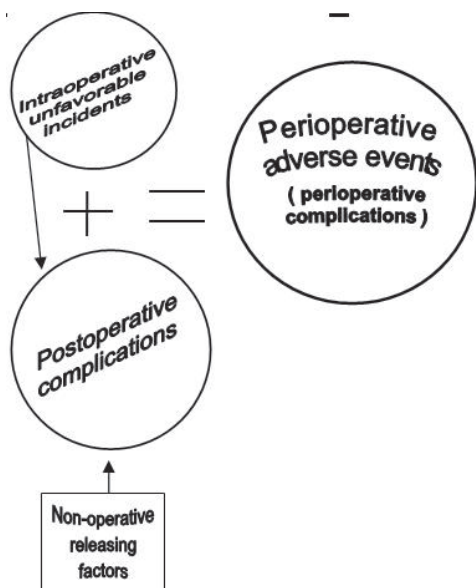 Intraoperative
unfavorable
incidents
+ =
Perioperative
adverse events
( perioperative
complications )
Postoperative
complications
Non-operative
releasing
factors